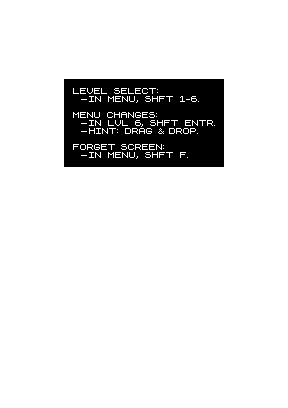 LEVEL SELECT:
-IN MENU, SHFT 1-6.
MENU CHANGES:
-IN LVL 6, SHFT ENTR.
-HINT: DRAG & DROP.
FORGET SCREEN:
-IN MENU, SHFT F.